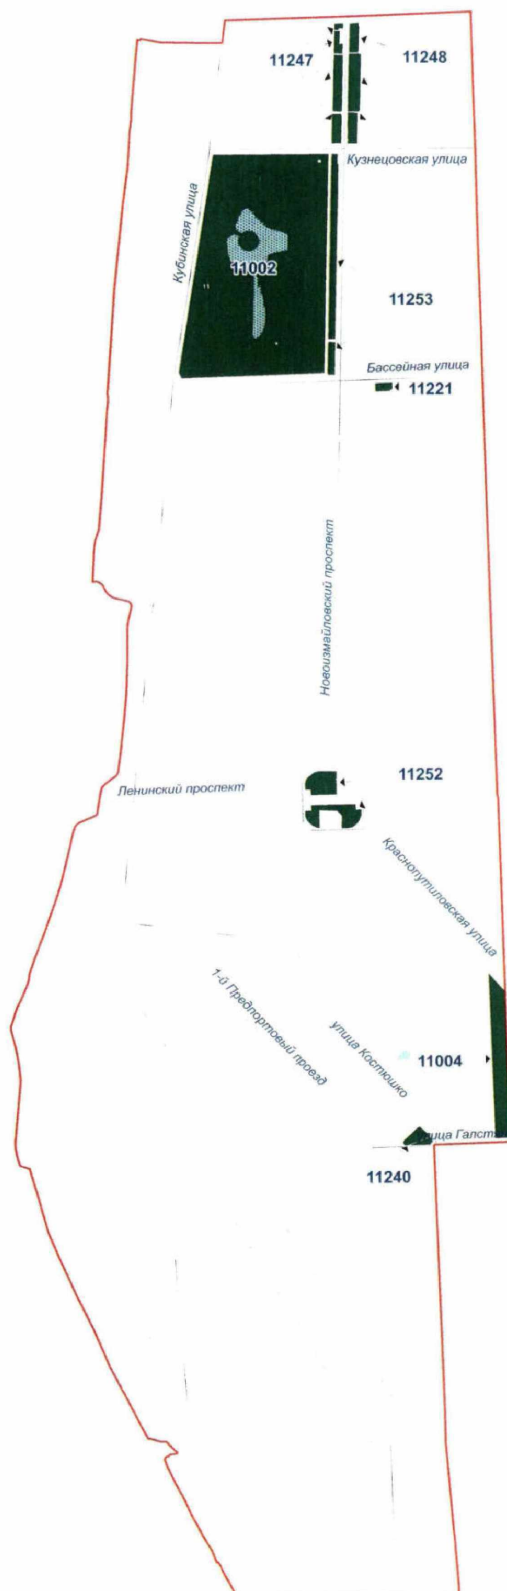 11247
11248
Кузнецовская улица
Кубинская улица
11002
11253
Бассейная улица
11221
Новоизмайловский проспект
11252
Ленинский проспект
Краснопутиловская улица
1-й Предпортовый проезд
улица Костюшко
11004
11240